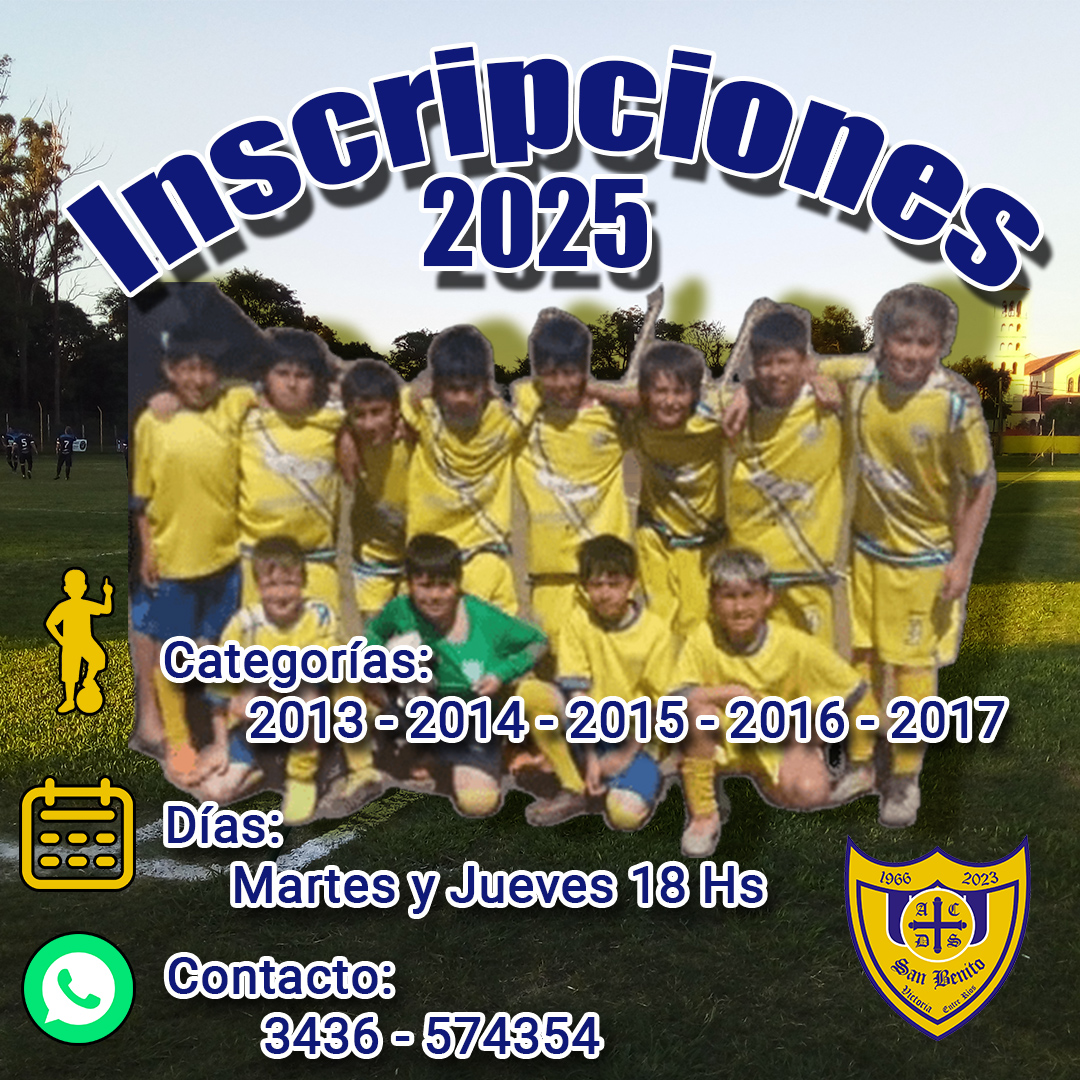 Inscripciones
2025
Categorías:
2013 - 2014 - 2015 - 2016 - 2017
Días:
Martes y Jueves 18 Hs
Contacto:
3436 - 574354
1966 2023
A C
D S
San Benito
Victoria Entre Ríos
5